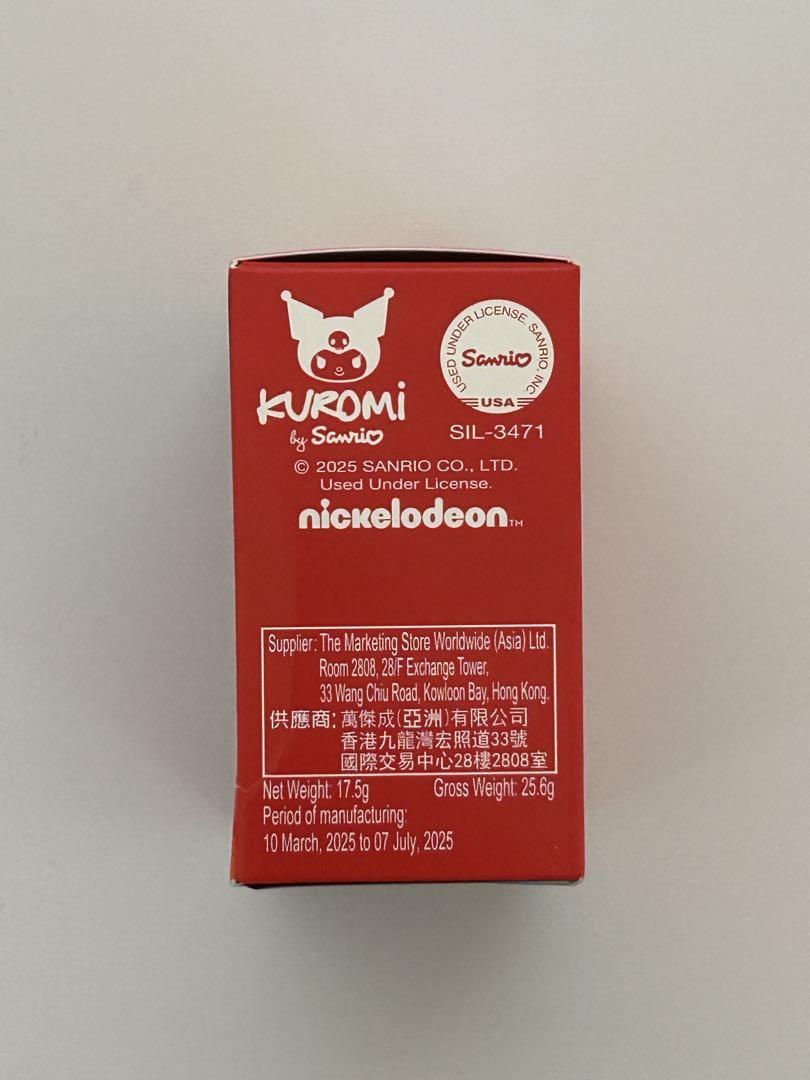 KUROMI
by Sanrio
USED UNDER LICENSE. SANRIO, INC.
Sanrio
USA
SIL-3471
© 2025 SANRIO CO., LTD.
Used Under License.
nickelodeon™
Supplier: The Marketing Store Worldwide (Asia) Ltd.
Room 2808, 28/F Exchange Tower,
33 Wang Chiu Road, Kowloon Bay, Hong Kong.
供應商: 萬傑成(亞洲)有限公司
香港九龍灣宏照道33號
國際交易中心28樓2808室
Net Weight: 17.5g Gross Weight: 25.6g
Period of manufacturing:
10 March, 2025 to 07 July, 2025